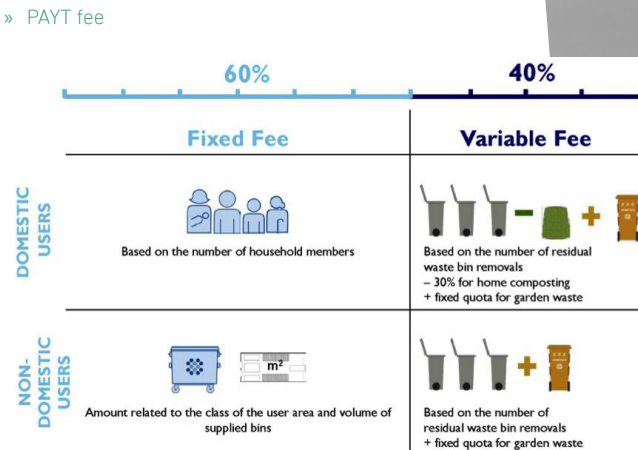 » PAYT fee
60%
40%
Fixed Fee
Variable Fee
DOMESTIC
USERS
Based on the number of household members
Based on the number of residual
waste bin removals
– 30% for home composting
+ fixed quota for garden waste
NON-
DOMESTIC
USERS
m²
Amount related to the class of the user area and volume of
supplied bins
Based on the number of
residual waste bin removals
+ fixed quota for garden waste